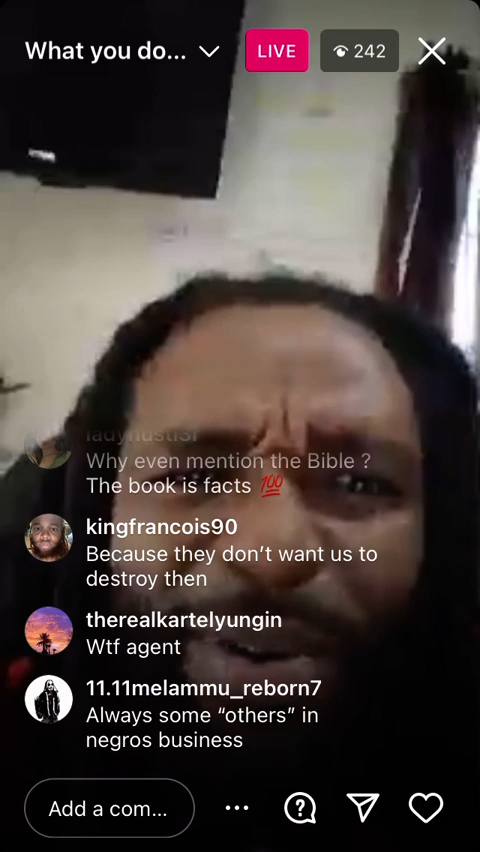 What you do...
LIVE
242
Why even mention the Bible ?
The book is facts 💯
kingfrancois90
Because they don't want us to
destroy then
therealkartelyungin
Wtf agent
11.11melammu_reborn7
Always some “others” in
negros business
Add a com...